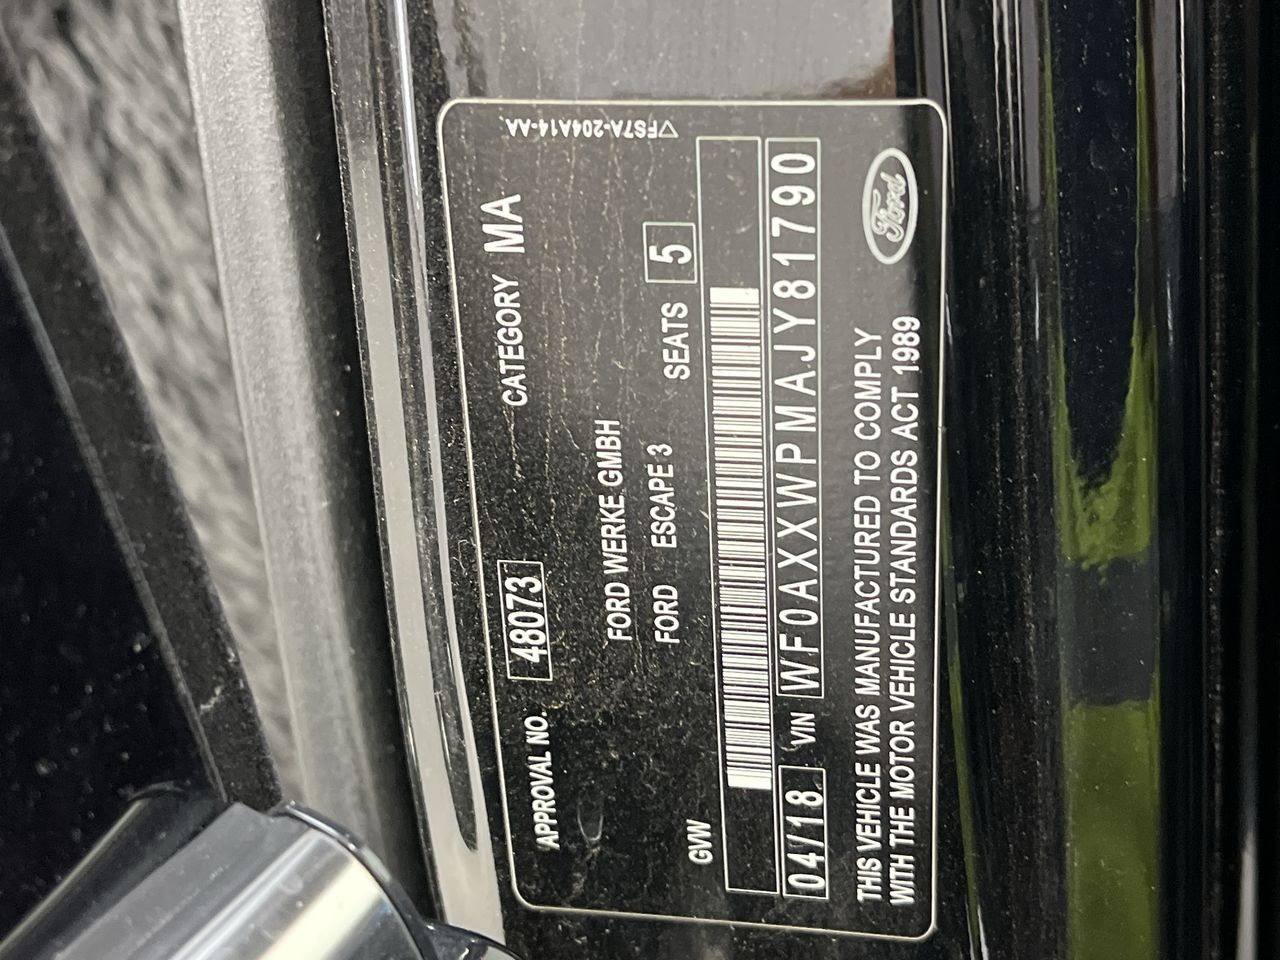 ▽FS7A-204A14-AA
APPROVAL NO. 48073 CATEGORY MA
FORD WERKE GMBH
FORD ESCAPE 3 SEATS 5
GVW
04/18 VIN WF0AXXWPMAJY81790
THIS VEHICLE WAS MANUFACTURED TO COMPLY
WITH THE MOTOR VEHICLE STANDARDS ACT 1989
Ford